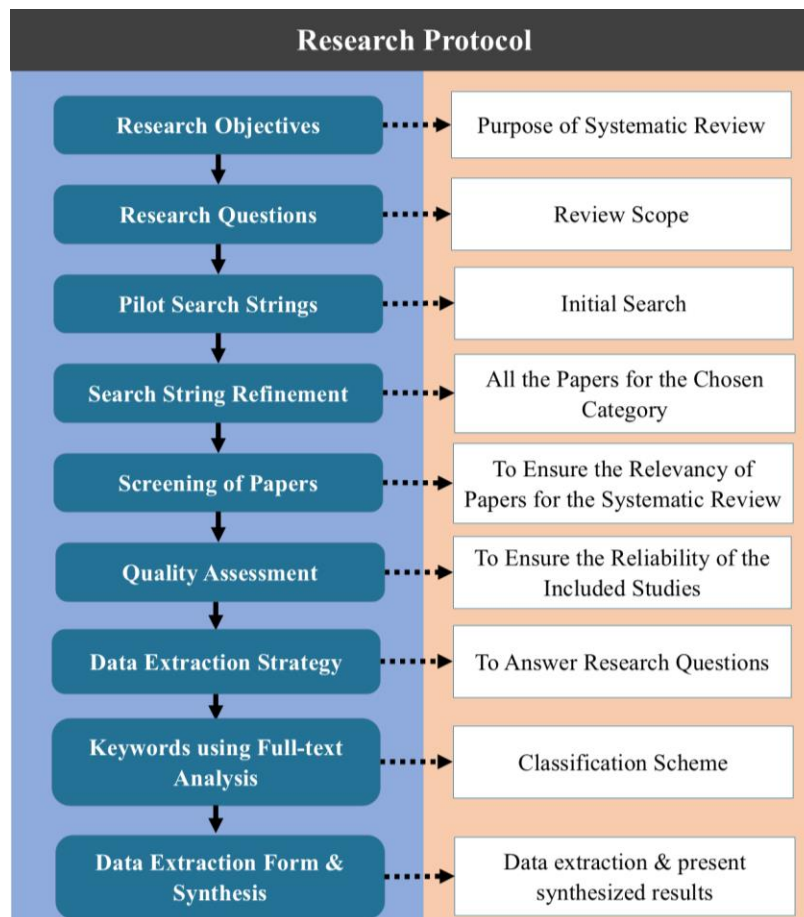 Research Protocol
Research Objectives
Purpose of Systematic Review
Research Questions
Review Scope
Pilot Search Strings
Initial Search
Search String Refinement
All the Papers for the Chosen
Category
Screening of Papers
To Ensure the Relevancy of
Papers for the Systematic Review
Quality Assessment
To Ensure the Reliability of the
Included Studies
Data Extraction Strategy
To Answer Research Questions
Keywords using Full-text
Analysis
Classification Scheme
Data Extraction Form &
Synthesis
Data extraction & present
synthesized results